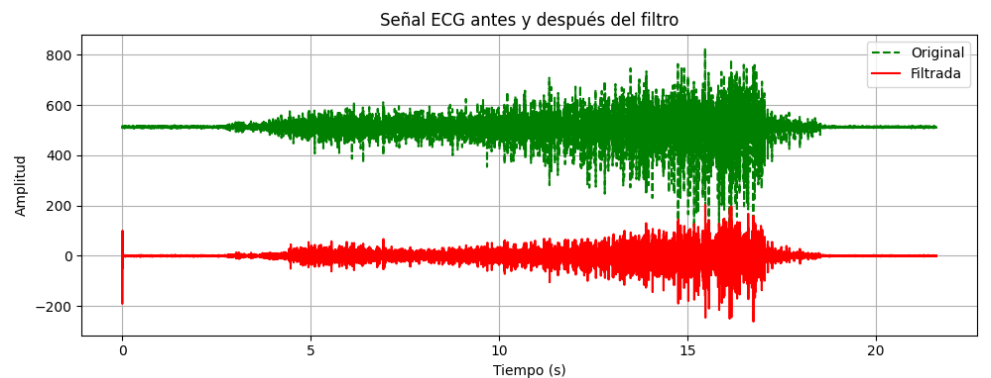 Señal ECG antes y después del filtro
Original
Filtrada
800
600
400
200
0
−200
Amplitud
0
5
10
15
20
Tiempo (s)